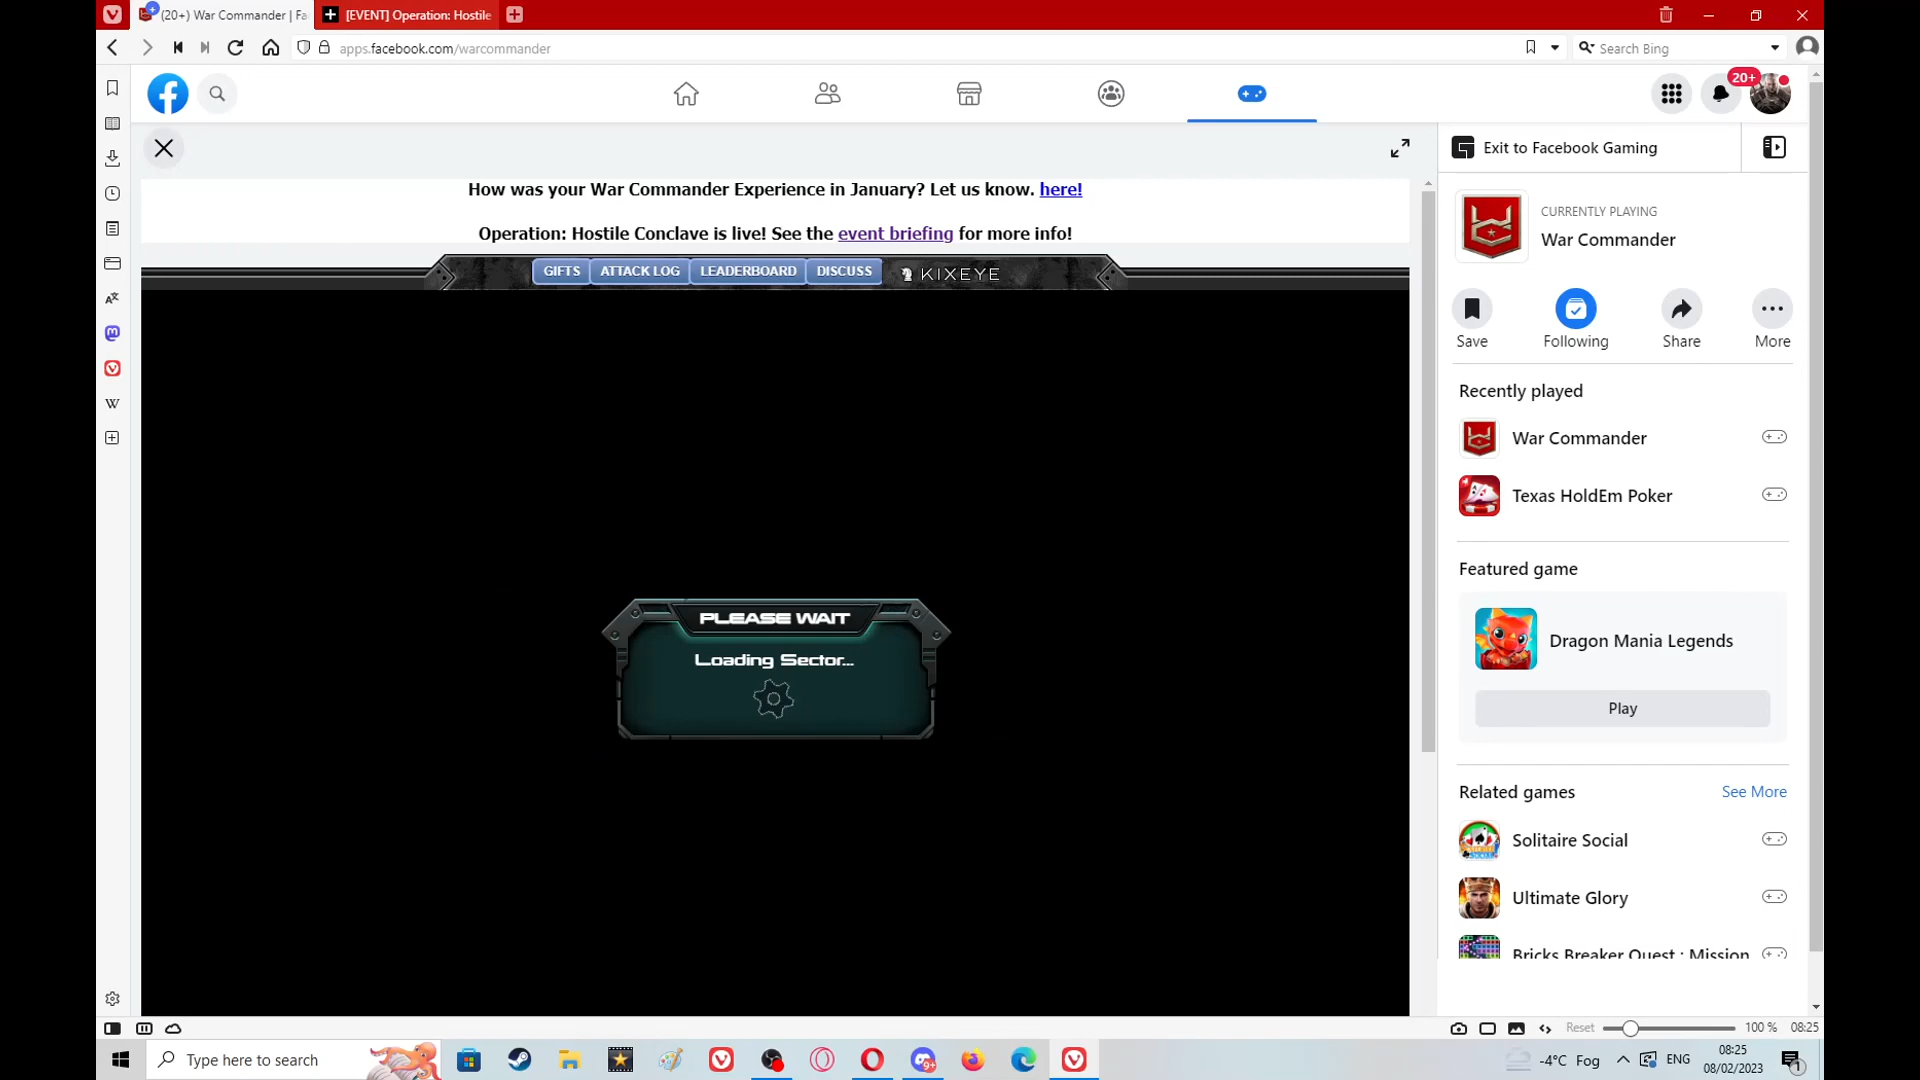 (20+) War Commander | Fa
[EVENT] Operation: Hostile
apps.facebook.com/warcommander
Search Bing
20+
Exit to Facebook Gaming
How was your War Commander Experience in January? Let us know. here!
Operation: Hostile Conclave is live! See the event briefing for more info!
GIFTS
ATTACK LOG
LEADERBOARD
DISCUSS
KIXEYE
PLEASE WAIT
Loading Sector...
CURRENTLY PLAYING
War Commander
Save
Following
Share
More
Recently played
War Commander
Texas HoldEm Poker
Featured game
Dragon Mania Legends
Play
Related games
See More
Solitaire Social
Ultimate Glory
Bricks Breaker Quest : Mission
Reset
100 %
08:25
Type here to search
9+
-4°C Fog
ENG
08:25
08/02/2023
1